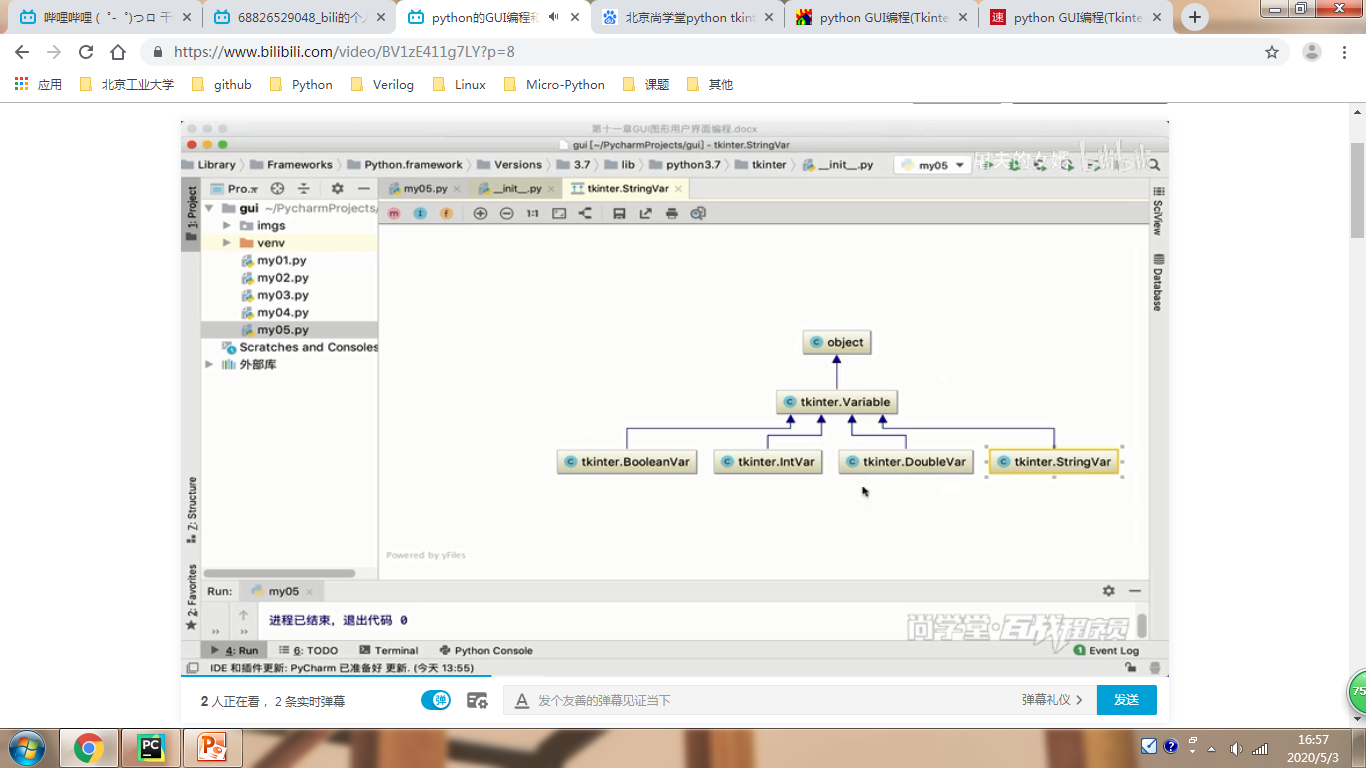 哔哩哔哩 ( ゜- ゜)つロ 干
68826529048_bili的个人
python的GUI编程和
北京尚学堂python tkint
python GUI编程(Tkinte
python GUI编程(Tkinte
https://www.bilibili.com/video/BV1zE411g7LY?p=8
应用 北京工业大学 github Python Verilog Linux Micro-Python 课题 其他
第十一章GUI图形用户界面编程.docx
gui [~/PycharmProjects/gui] - tkinter.StringVar
Library Frameworks Python.framework Versions 3.7 lib python3.7 tkinter __init__.py my05
1: Project
Pro..
my05.py __init__.py tkinter.StringVar
gui ~/PycharmProjects/
m I f 1:1
imgs
venv
my01.py
my02.py
my03.py
my04.py
my05.py
Scratches and Consoles
外部库
SciView
Database
object
tkinter.Variable
tkinter.BooleanVar tkinter.IntVar tkinter.DoubleVar tkinter.StringVar
Powered by yFiles
Z: Structure
2: Favorites
Run: my05
进程已结束，退出代码 0
尚学堂·百战程序员
4: Run 6: TODO Terminal Python Console 1 Event Log
IDE 和插件更新: PyCharm 已准备好 更新. (今天 13:55)
2 人正在看， 2 条实时弹幕 弹 A 发个友善的弹幕见证当下 弹幕礼仪 > 发送
75
PC
16:57
2020/5/3